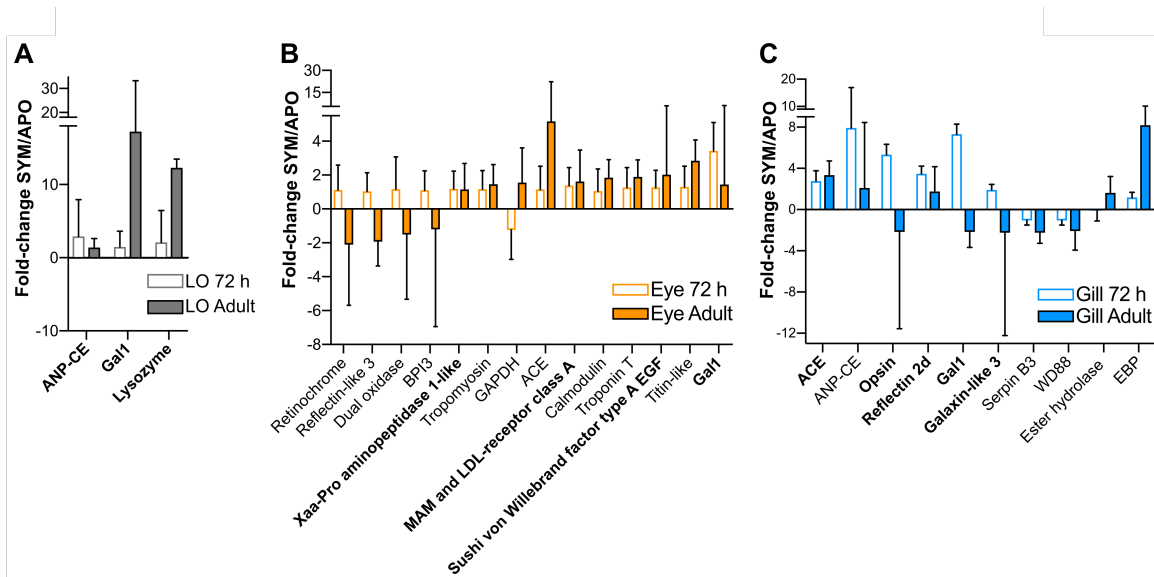 A
Fold-change SYM/APO
30
20
10
0
-10
LO 72 h
LO Adult
ANP-CE
Gal1
Lysozyme
B
Fold-change SYM/APO
30
15
4
2
0
-2
-4
-6
-8
Eye 72 h
Eye Adult
Retinochrome
Reflectin-like 3
Dual oxidase
BPI3
Xaa-Pro aminopeptidase 1-like
Tropomyosin
GAPDH
ACE
MAM and LDL-receptor class A
Calmodulin
Troponin T
Sushi von Willebrand factor type A EGF
Titin-like
Gal1
C
Fold-change SYM/APO
20
10
8
4
0
-4
-8
-12
Gill 72 h
Gill Adult
ACE
ANP-CE
Opsin
Reflectin 2d
Gal1
Galaxin-like 3
Serpin B3
WD88
Ester hydrolase
EBP